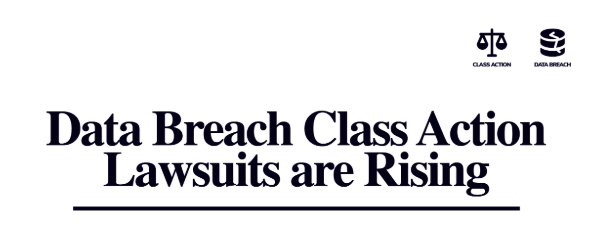 CLASS ACTION
DATA BREACH
Data Breach Class Action
Lawsuits are Rising